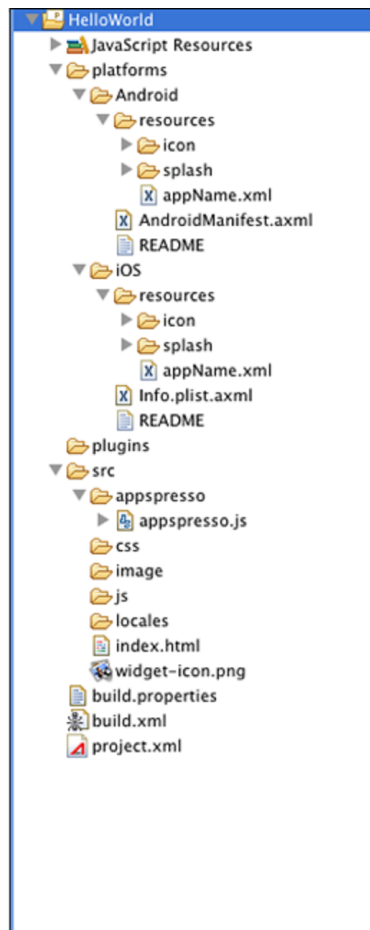 HelloWorld
JavaScript Resources
platforms
Android
resources
icon
splash
appName.xml
AndroidManifest.axml
README
iOS
resources
icon
splash
appName.xml
Info.plist.axml
README
plugins
src
appspresso
appspresso.js
css
image
js
locales
index.html
widget-icon.png
build.properties
build.xml
project.xml